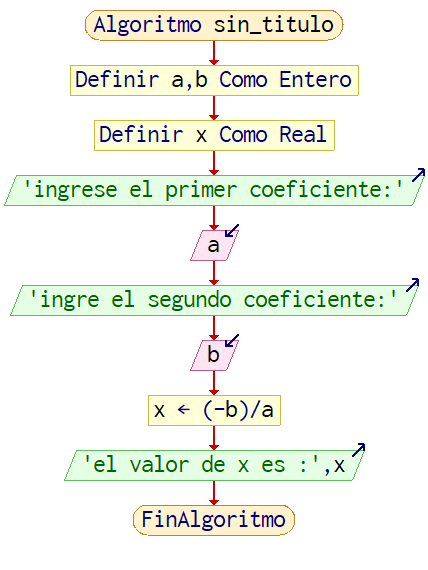 Algoritmo sin_titulo
Definir a,b Como Entero
Definir x Como Real
'ingrese el primer coeficiente:'
a
'ingre el segundo coeficiente:'
b
x ← (-b)/a
'el valor de x es :',x
FinAlgoritmo